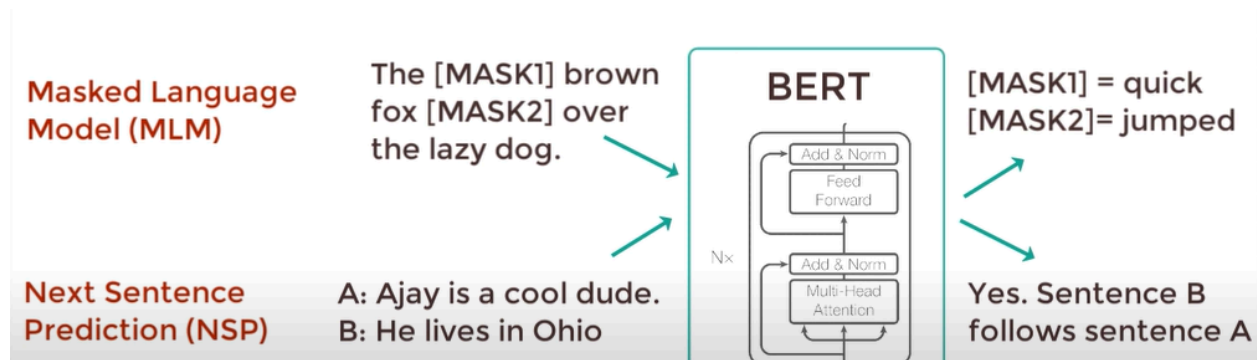 Masked Language
Model (MLM)
The [MASK1] brown
fox [MASK2] over
the lazy dog.
BERT
Add & Norm
Feed
Forward
Nx
Add & Norm
Multi-Head
Attention
[MASK1] = quick
[MASK2]= jumped
Next Sentence
Prediction (NSP)
A: Ajay is a cool dude.
B: He lives in Ohio
Yes. Sentence B
follows sentence A